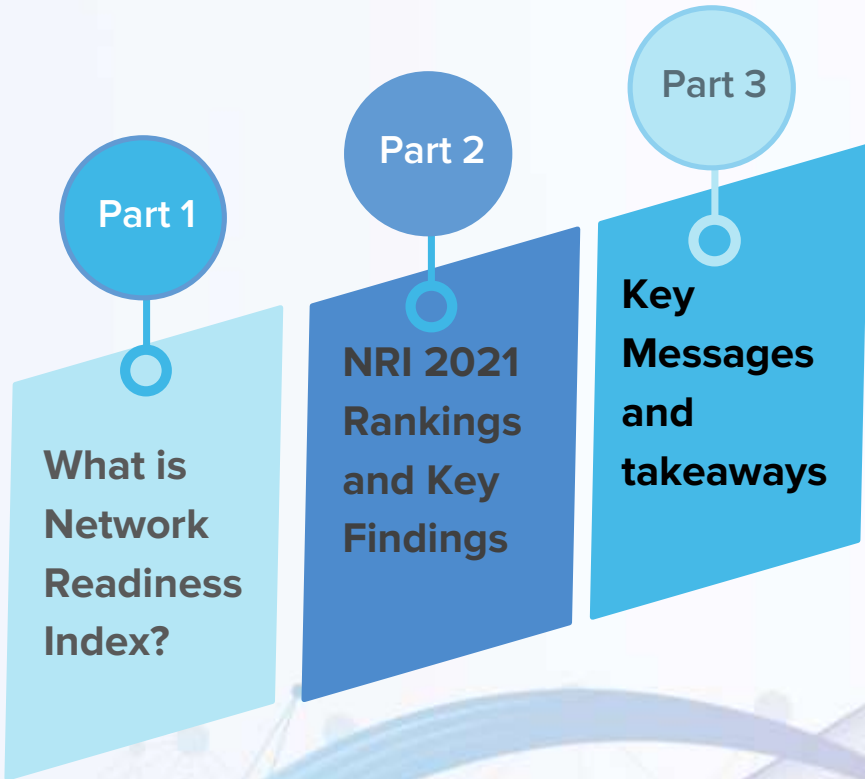 Part 1
What is
Network
Readiness
Index?
Part 2
NRI 2021
Rankings
and Key
Findings
Part 3
Key
Messages
and
takeaways